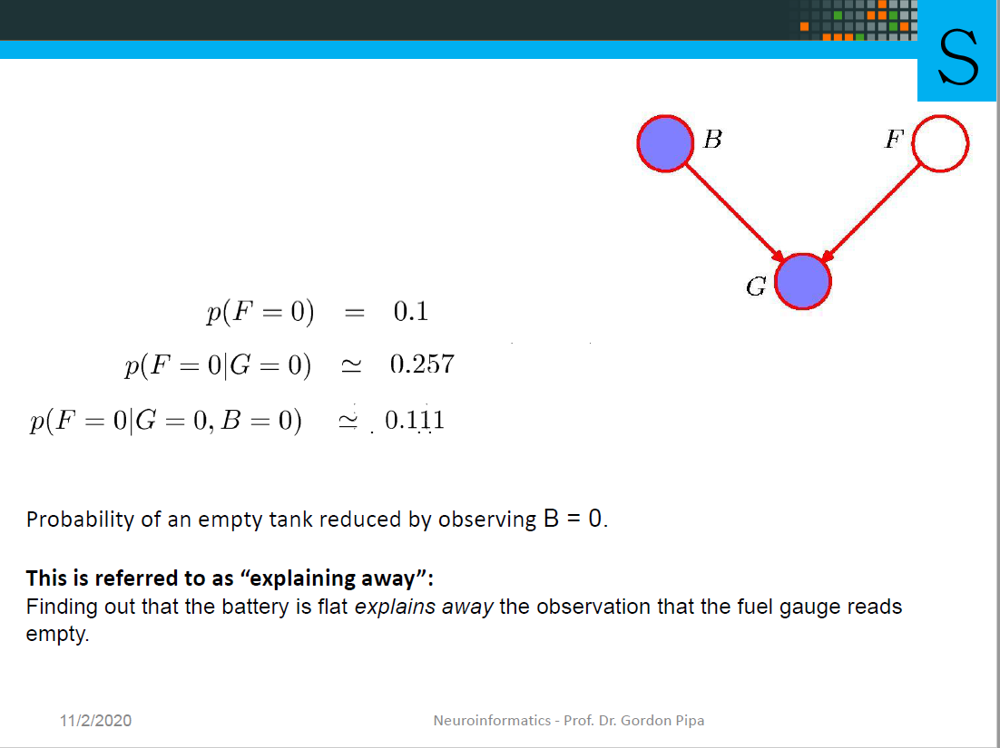 S
B
F
G
p(F = 0) = 0.1
p(F = 0|G = 0) ≃ 0.257
p(F = 0|G = 0, B = 0) ≃ 0.111
Probability of an empty tank reduced by observing B = 0.
This is referred to as “explaining away”:
Finding out that the battery is flat explains away the observation that the fuel gauge reads
empty.
11/2/2020
Neuroinformatics - Prof. Dr. Gordon Pipa